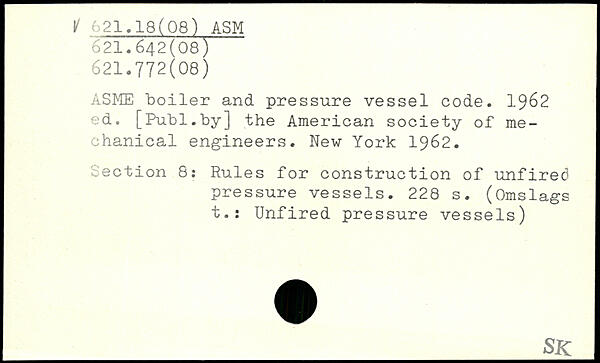 V 621.18(08) ASM
621.642(08)
621.772(08)
ASME boiler and pressure vessel code. 1962
ed. [Publ.by] the American society of me-
chanical engineers. New York 1962.
Section 8: Rules for construction of unfired
pressure vessels. 228 s. (Omslags
t.: Unfired pressure vessels)
SK